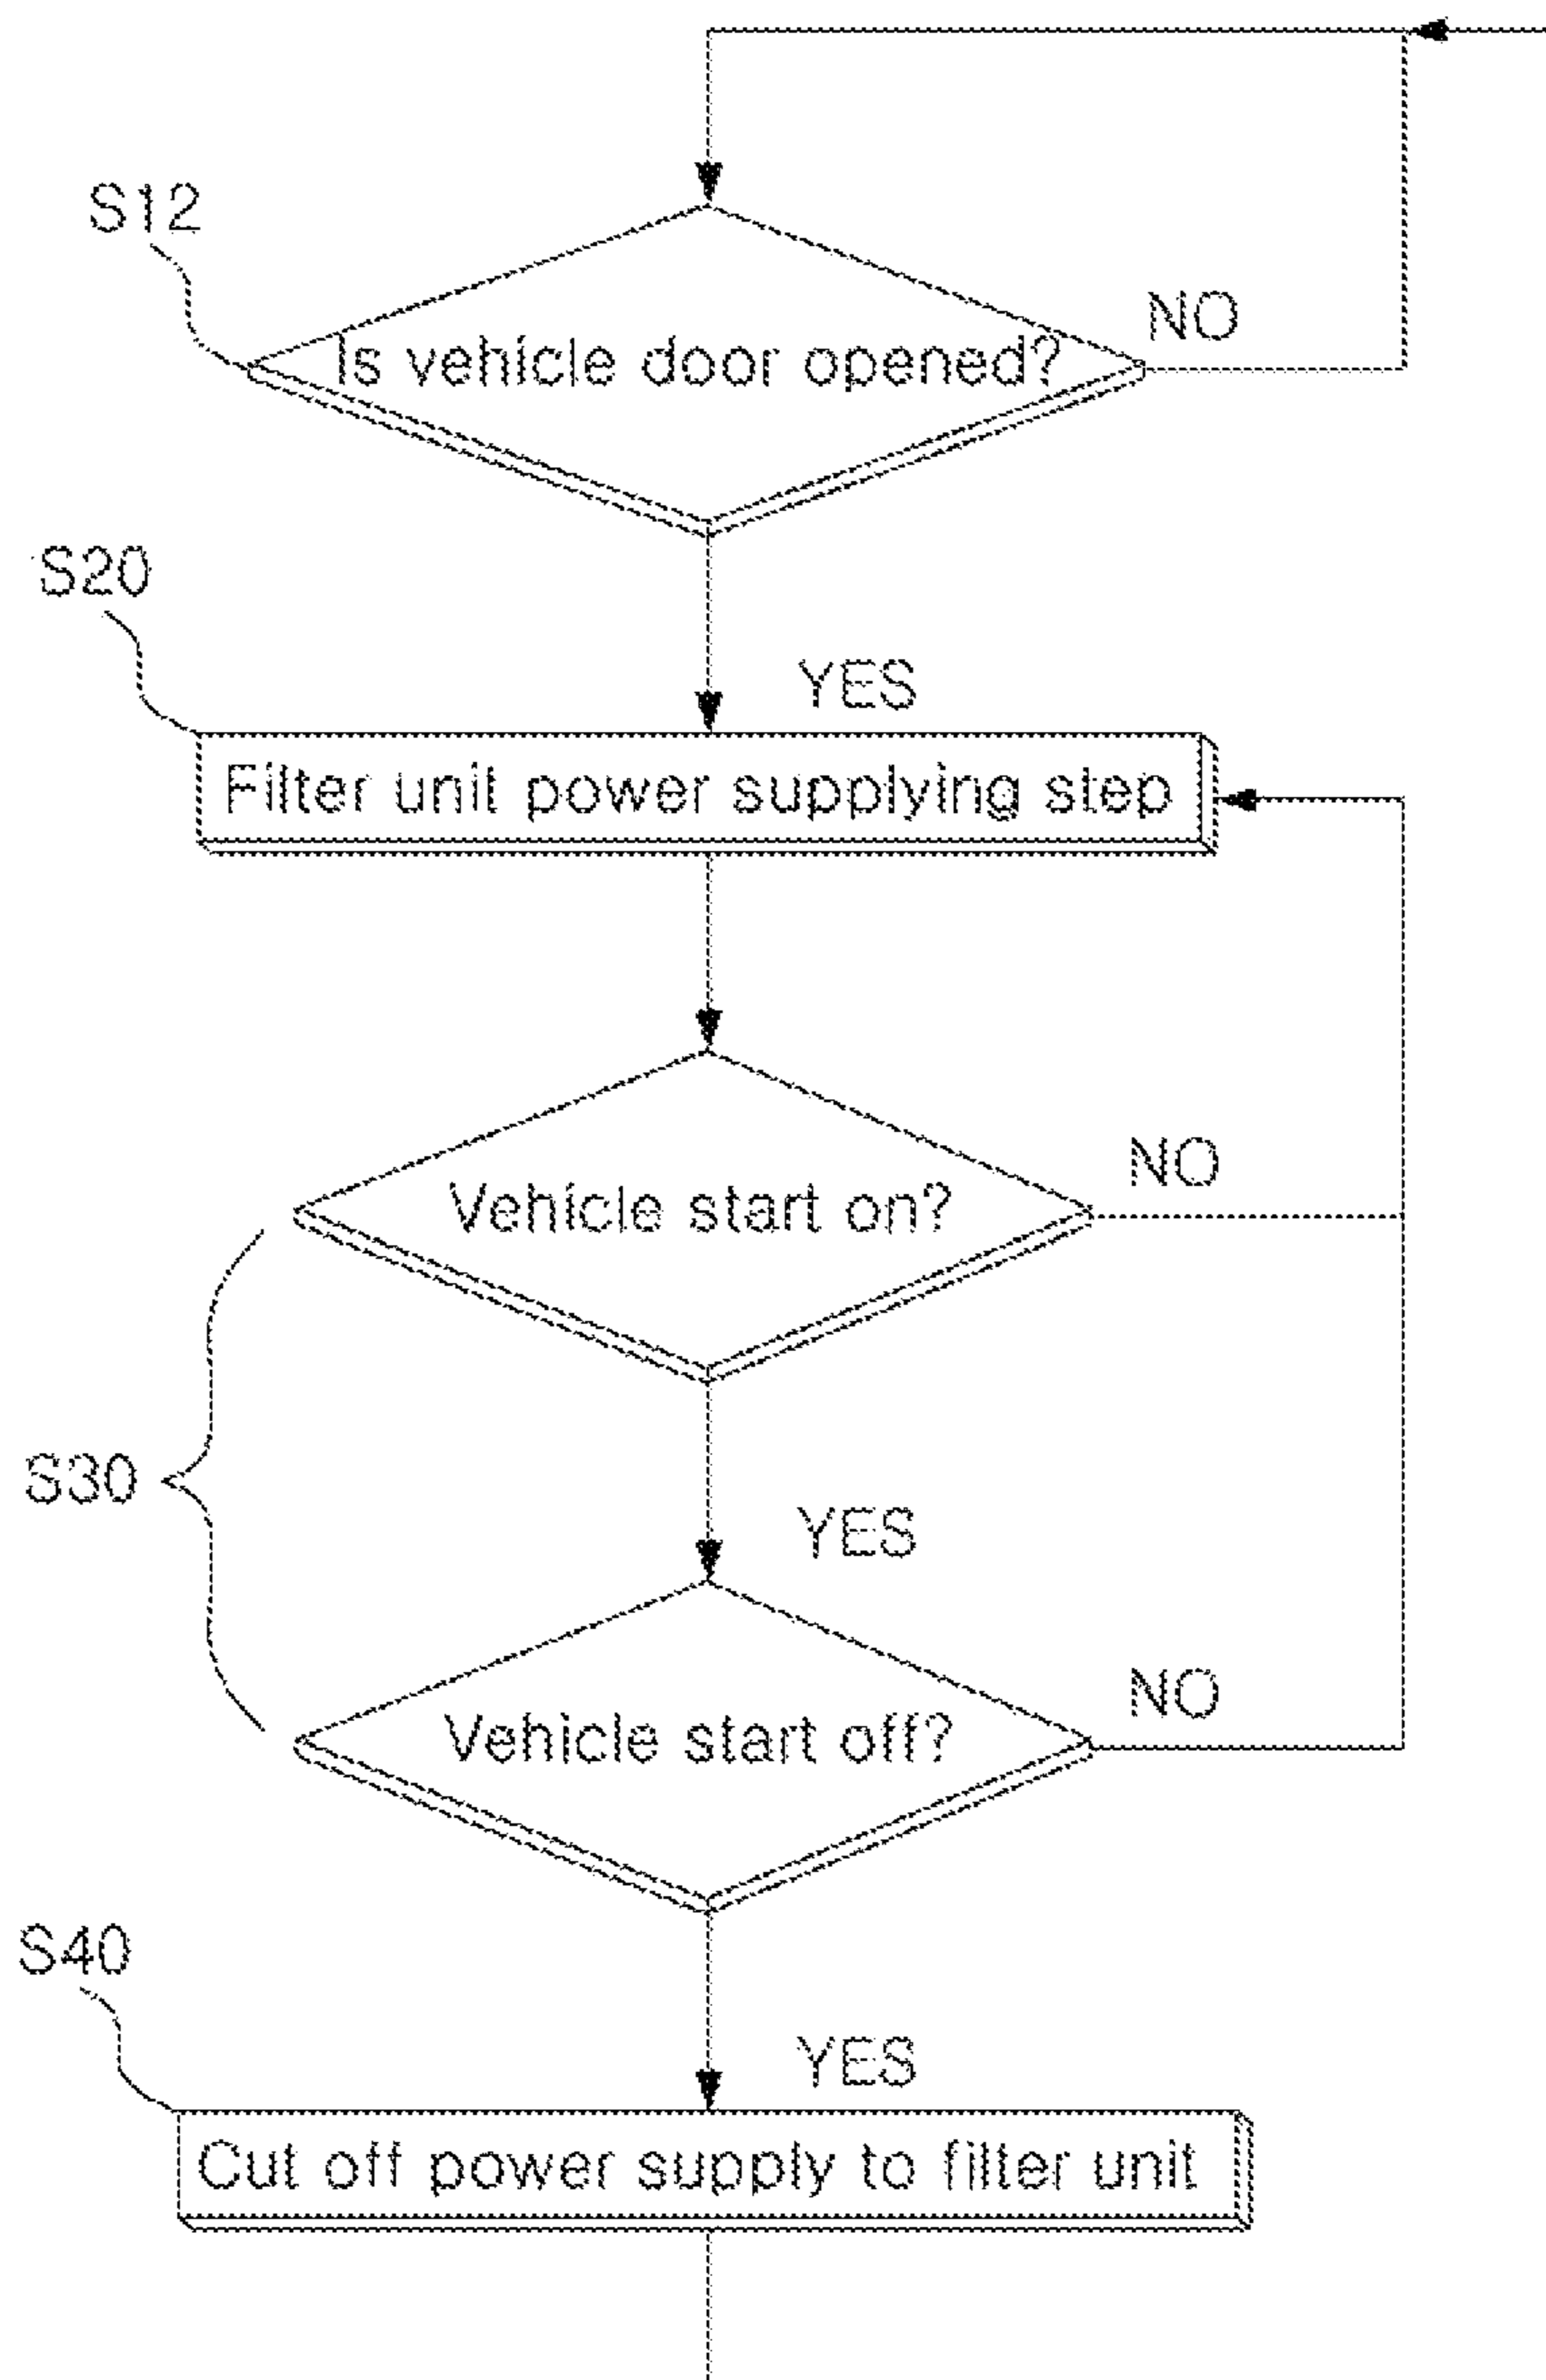 S12
Is vehicle door opened?
NO
S20
YES
Filter unit power supplying step
NO
Vehicle start on?
S30
YES
NO
Vehicle start off?
S40
YES
Cut off power supply to filter unit